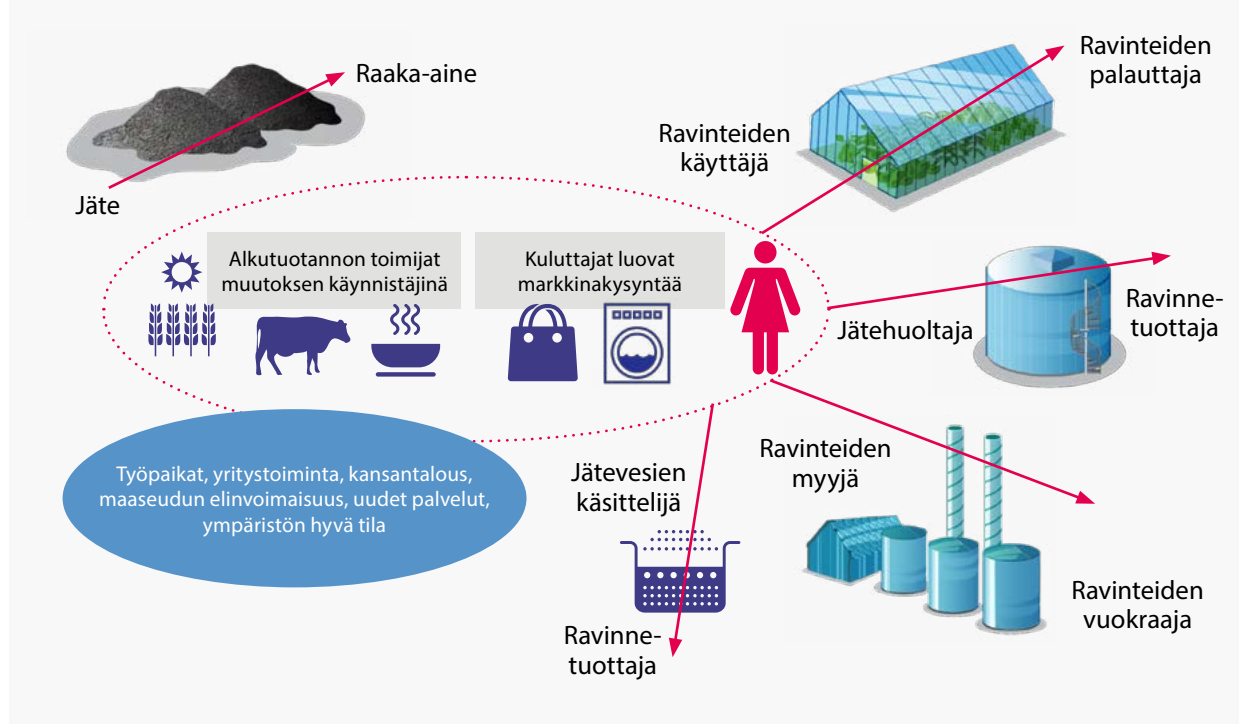 Raaka-aine
Jäte
Ravinteiden
palauttaja
Ravinteiden
käyttäjä
Alkutuotannon toimijat
muutoksen käynnistäjinä
Kuluttajat luovat
markkinakysyntää
Jätehuoltaja
Ravinne-
tuottaja
Ravinteiden
myyjä
Ravinteiden
vuokraaja
Jätevesien
käsittelijä
Ravinne-
tuottaja
Työpaikat, yritystoiminta, kansantalous,
maaseudun elinvoimaisuus, uudet palvelut,
ympäristön hyvä tila